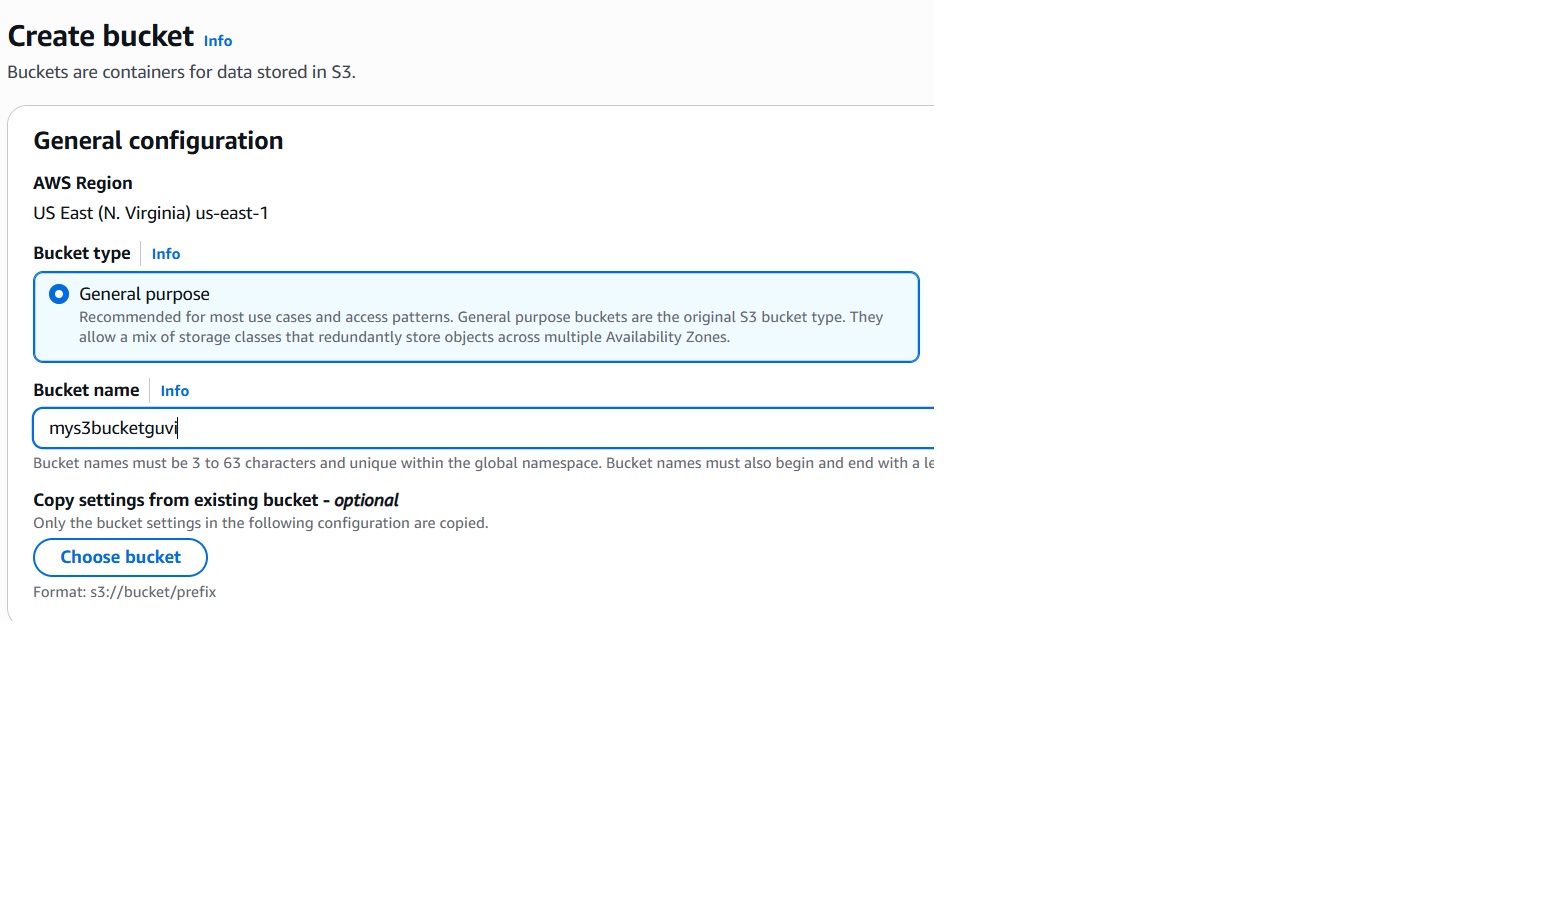 Create bucket Info
Buckets are containers for data stored in S3.
General configuration
AWS Region
US East (N. Virginia) us-east-1
Bucket type Info
General purpose
Recommended for most use cases and access patterns. General purpose buckets are the original S3 bucket type. They
allow a mix of storage classes that redundantly store objects across multiple Availability Zones.
Bucket name Info
mys3bucketguvi
Bucket names must be 3 to 63 characters and unique within the global namespace. Bucket names must also begin and end with a
Copy settings from existing bucket - optional
Only the bucket settings in the following configuration are copied.
Choose bucket
Format: s3://bucket/prefix